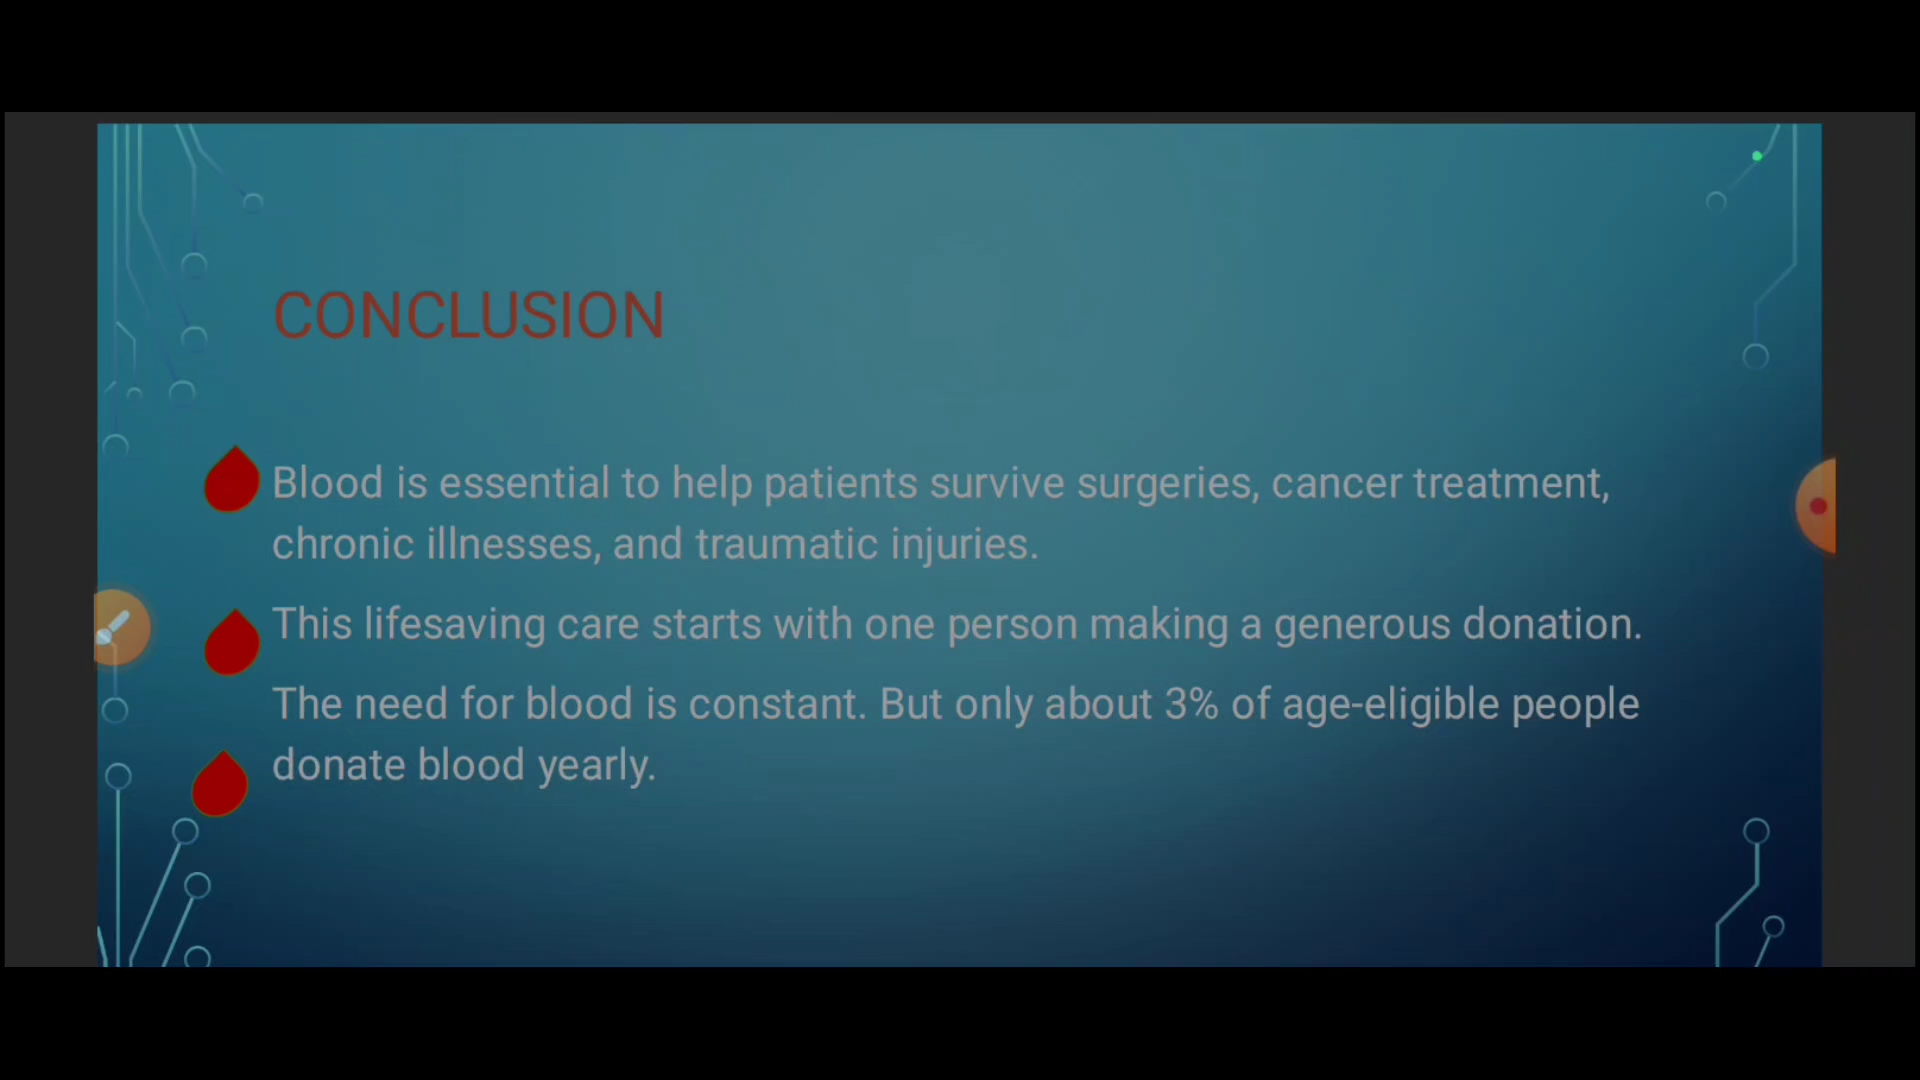 CONCLUSION
Blood is essential to help patients survive surgeries, cancer treatment,
chronic illnesses, and traumatic injuries.
This lifesaving care starts with one person making a generous donation.
The need for blood is constant. But only about 3% of age-eligible people
donate blood yearly.